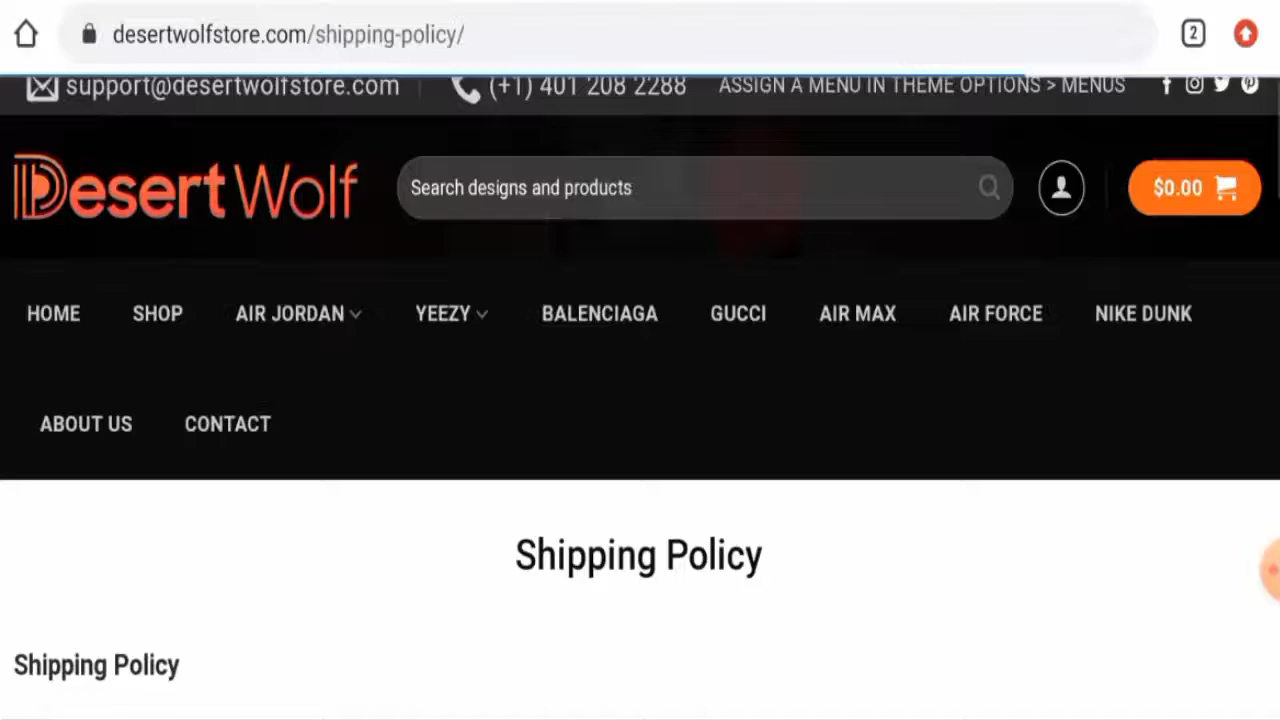 2
desertwolfstore.com/shipping-policy/
support@desertwolfstore.com (+1) 401 208 2288 ASSIGN A MENU IN THEME OPTIONS > MENUS
Desert Wolf Search designs and products $0.00
HOME SHOP AIR JORDAN YEEZY BALENCIAGA GUCCI AIR MAX AIR FORCE NIKE DUNK
ABOUT US CONTACT
Shipping Policy
Shipping Policy